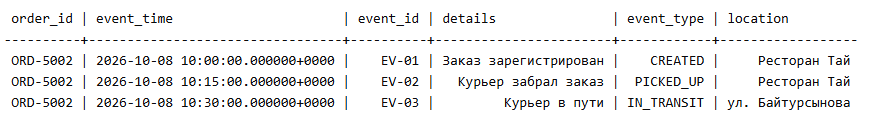 order_id | event_time | event_id | details | event_type | location
----------+---------------------------------+----------+----------------------+------------+------------------
ORD-5002 | 2026-10-08 10:00:00.000000+0000 | EV-01 | Заказ зарегистрирован | CREATED | Ресторан Тай
ORD-5002 | 2026-10-08 10:15:00.000000+0000 | EV-02 | Курьер забрал заказ | PICKED_UP | Ресторан Тай
ORD-5002 | 2026-10-08 10:30:00.000000+0000 | EV-03 | Курьер в пути | IN_TRANSIT | ул. Байтурсынова